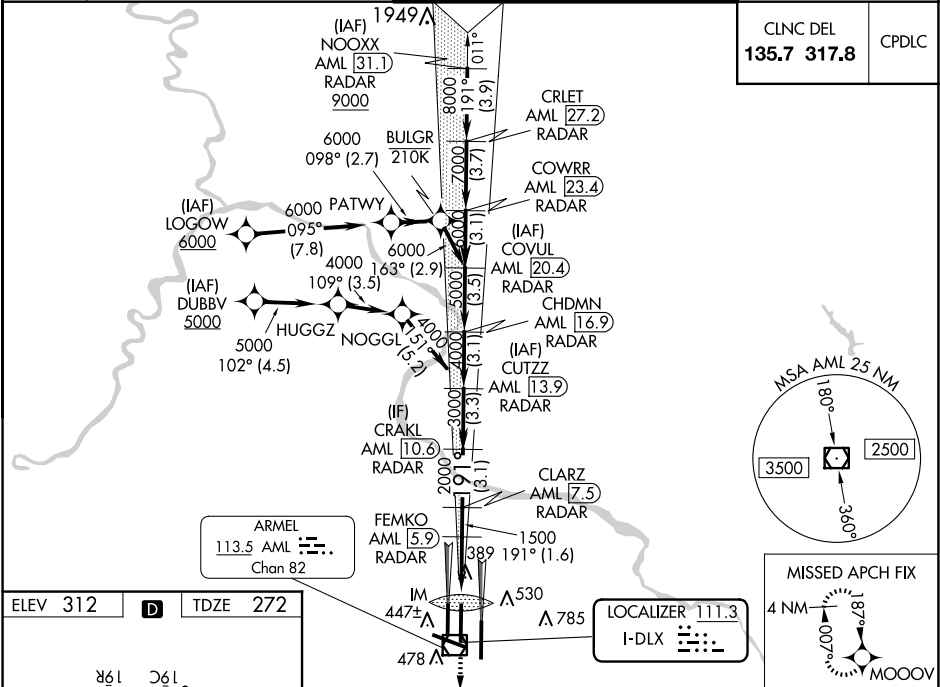 1949
(IAF)
NOOXX
AML 31.1
RADAR
9000
011°
8000
191°
(3.9)
CLNC DEL
135.7 317.8
CPDLC
CRLET
AML 27.2
RADAR
7000
(3.7)
6000
098° (2.7)
BULGR
210K
COWRR
AML 23.4
RADAR
6000
(3.1)
(IAF)
LOGOW
6000
6000
095°
(7.8)
PATWY
6000
163° (2.9)
(IAF)
COVUL
AML 20.4
RADAR
5000
(3.5)
(IAF)
DUBBV
5000
5000
102° (4.5)
HUGGZ
4000
109° (3.5)
NOGGL
4000
151°
(5.2)
CHDMN
AML 16.9
RADAR
4000
(3.1)
(IAF)
CUTZZ
AML 13.9
RADAR
3000
(3.3)
(IF)
CRAKL
AML 10.6
RADAR
2000
191°
(3.1)
CLARZ
AML 7.5
RADAR
FEMKO
AML 5.9
RADAR
1500
191° (1.6)
389
MSA AML 25 NM
180°
3500
2500
360°
ARMEL
113.5 AML
Chan 82
IM
447±
530
785
478
LOCALIZER 111.3
I-DLX
MISSED APCH FIX
4 NM
187°
007°
MOOOV
ELEV 312
D
TDZE 272
19R
19C